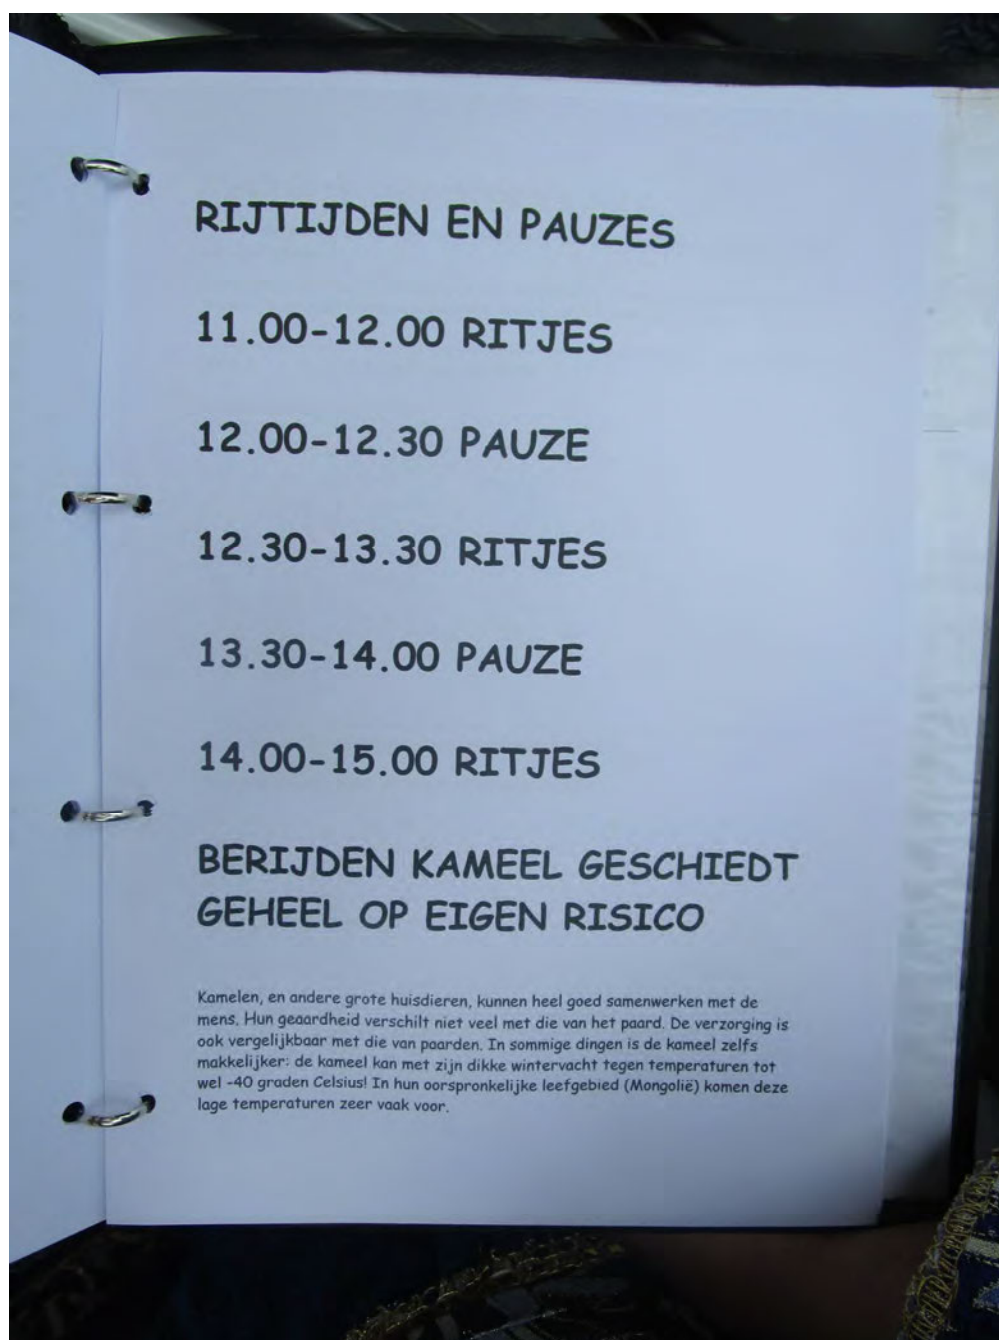 RIJTIJDEN EN PAUZES
11.00-12.00 RITJES
12.00-12.30 PAUZE
12.30-13.30 RITJES
13.30-14.00 PAUZE
14.00-15.00 RITJES
BERIJDEN KAMEEL GESCHIEDT
GEHEEL OP EIGEN RISICO
Kamelen, en andere grote huisdieren, kunnen heel goed samenwerken met de
mens. Hun geaardheid verschilt niet veel met die van het paard. De verzorging is
ook vergelijkbaar met die van paarden. In sommige dingen is de kameel zelfs
makkelijker: de kameel kan met zijn dikke wintervacht tegen temperaturen tot
wel -40 graden Celsius! In hun oorspronkelijke leefgebied (Mongolië) komen deze
lage temperaturen zeer vaak voor.